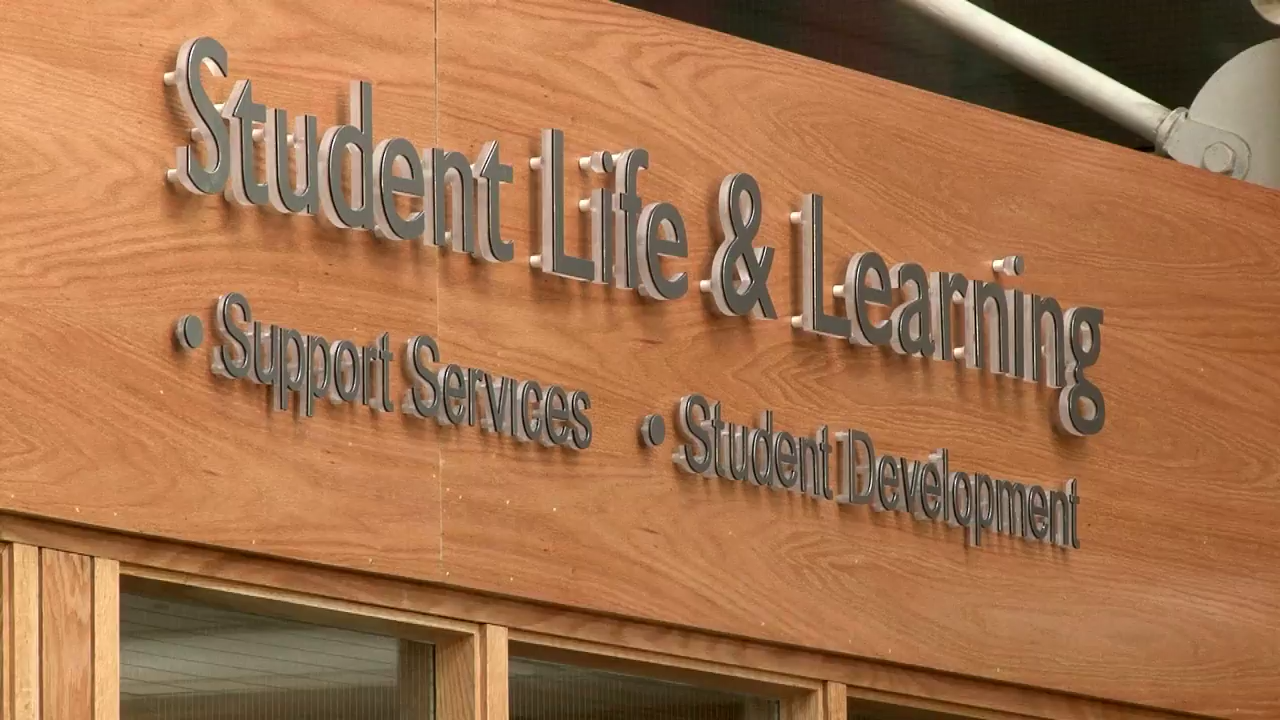 Student Life & Learning
• Support Services • Student Development